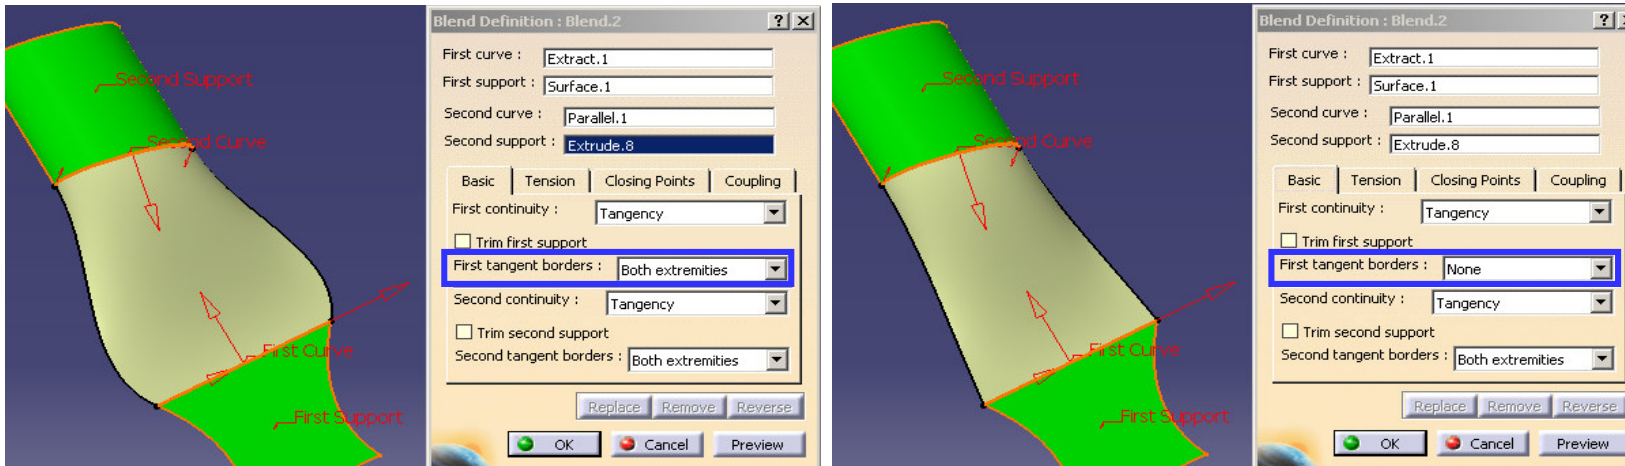 Second Support
Second Curve
First Curve
First Support
Blend Definition : Blend.2
? X
First curve : Extract.1
First support : Surface.1
Second curve : Parallel.1
Second support : Extrude.8
Basic Tension Closing Points Coupling
First continuity : Tangency
Trim first support
First tangent borders : Both extremities
Second continuity : Tangency
Trim second support
Second tangent borders : Both extremities
Replace Remove Reverse
OK Cancel Preview
Second Support
Second Curve
First Curve
First Support
Blend Definition : Blend.2
?
First curve : Extract.1
First support : Surface.1
Second curve : Parallel.1
Second support : Extrude.8
Basic Tension Closing Points Coupling
First continuity : Tangency
Trim first support
First tangent borders : None
Second continuity : Tangency
Trim second support
Second tangent borders : Both extremities
Replace Remove Reverse
OK Cancel Preview